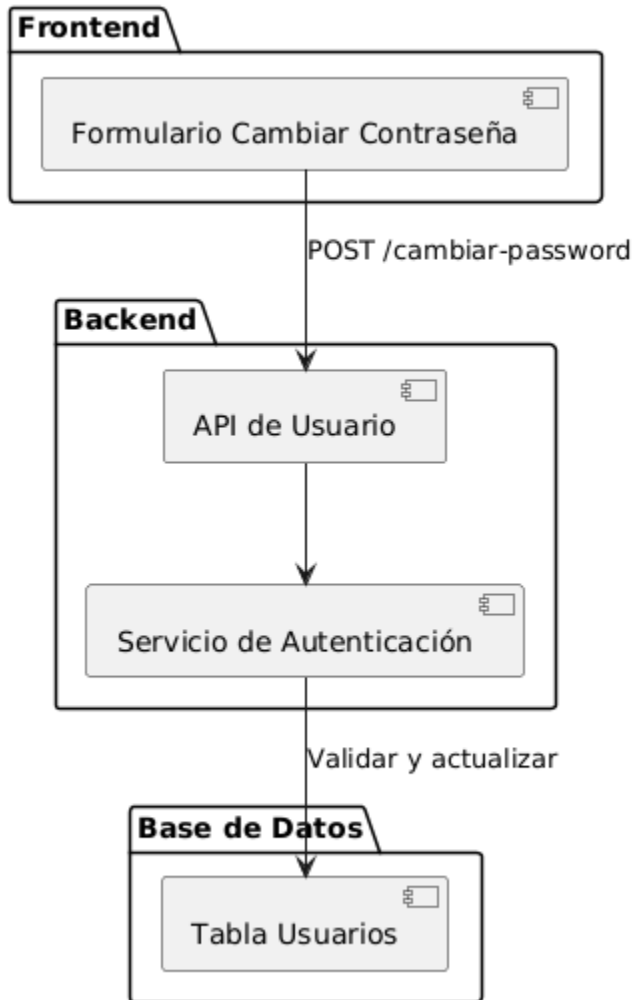 Frontend
Formulario Cambiar Contraseña
POST /cambiar-password
Backend
API de Usuario
Servicio de Autenticación
Validar y actualizar
Base de Datos
Tabla Usuarios